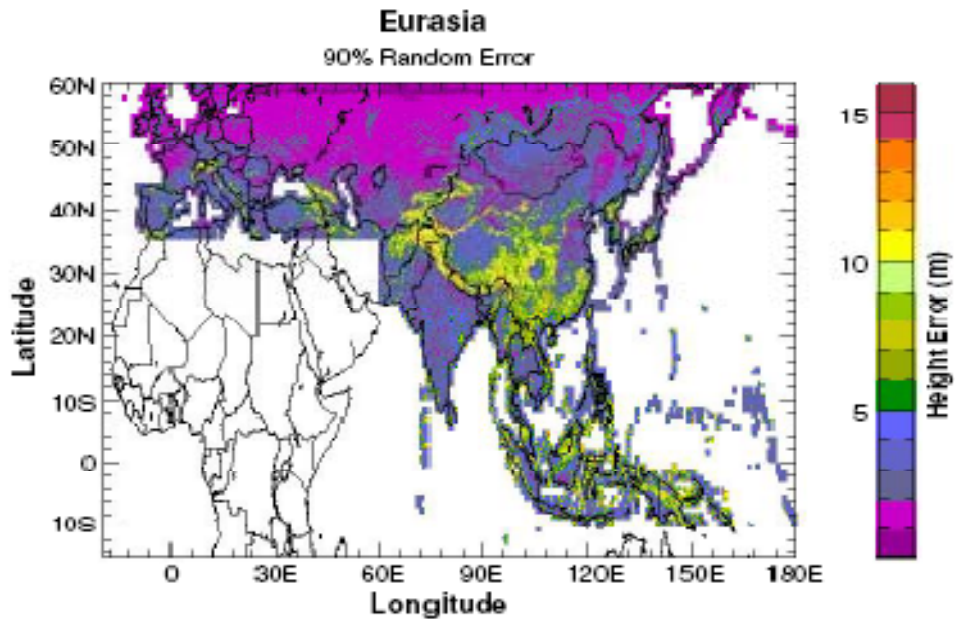 Eurasia
90% Random Error
60N
50N
40N
30N
20N
10S
0
10S
Latitude
0
30E
60E
90E
120E
150E
180E
Longitude
15
10
5
Height Error (m)